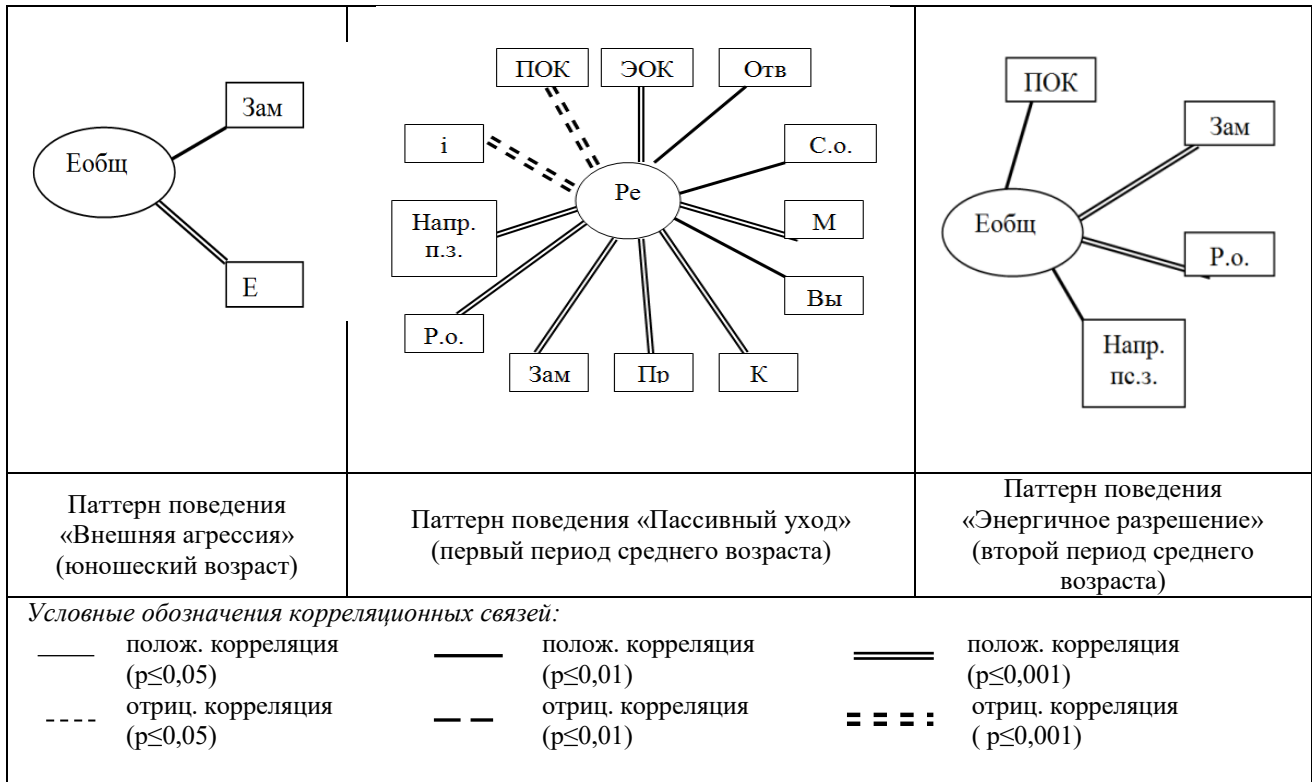 Зам
Еобщ
Е
ПОК
ЭОК
Отв
i
С.о.
Ре
Напр.
п.з.
М
Вы
Р.о.
Зам
Пр
К
ПОК
Зам
Еобщ
Р.о.
Напр.
пс.з.
Паттерн поведения
«Внешняя агрессия»
(юношеский возраст)
Паттерн поведения «Пассивный уход»
(первый период среднего возраста)
Паттерн поведения
«Энергичное разрешение»
(второй период среднего
возраста)
Условные обозначения корреляционных связей:
полож. корреляция
(p≤0,05)
полож. корреляция
(p≤0,01)
полож. корреляция
(p≤0,001)
отриц. корреляция
(p≤0,05)
отриц. корреляция
(p≤0,01)
отриц. корреляция
( p≤0,001)